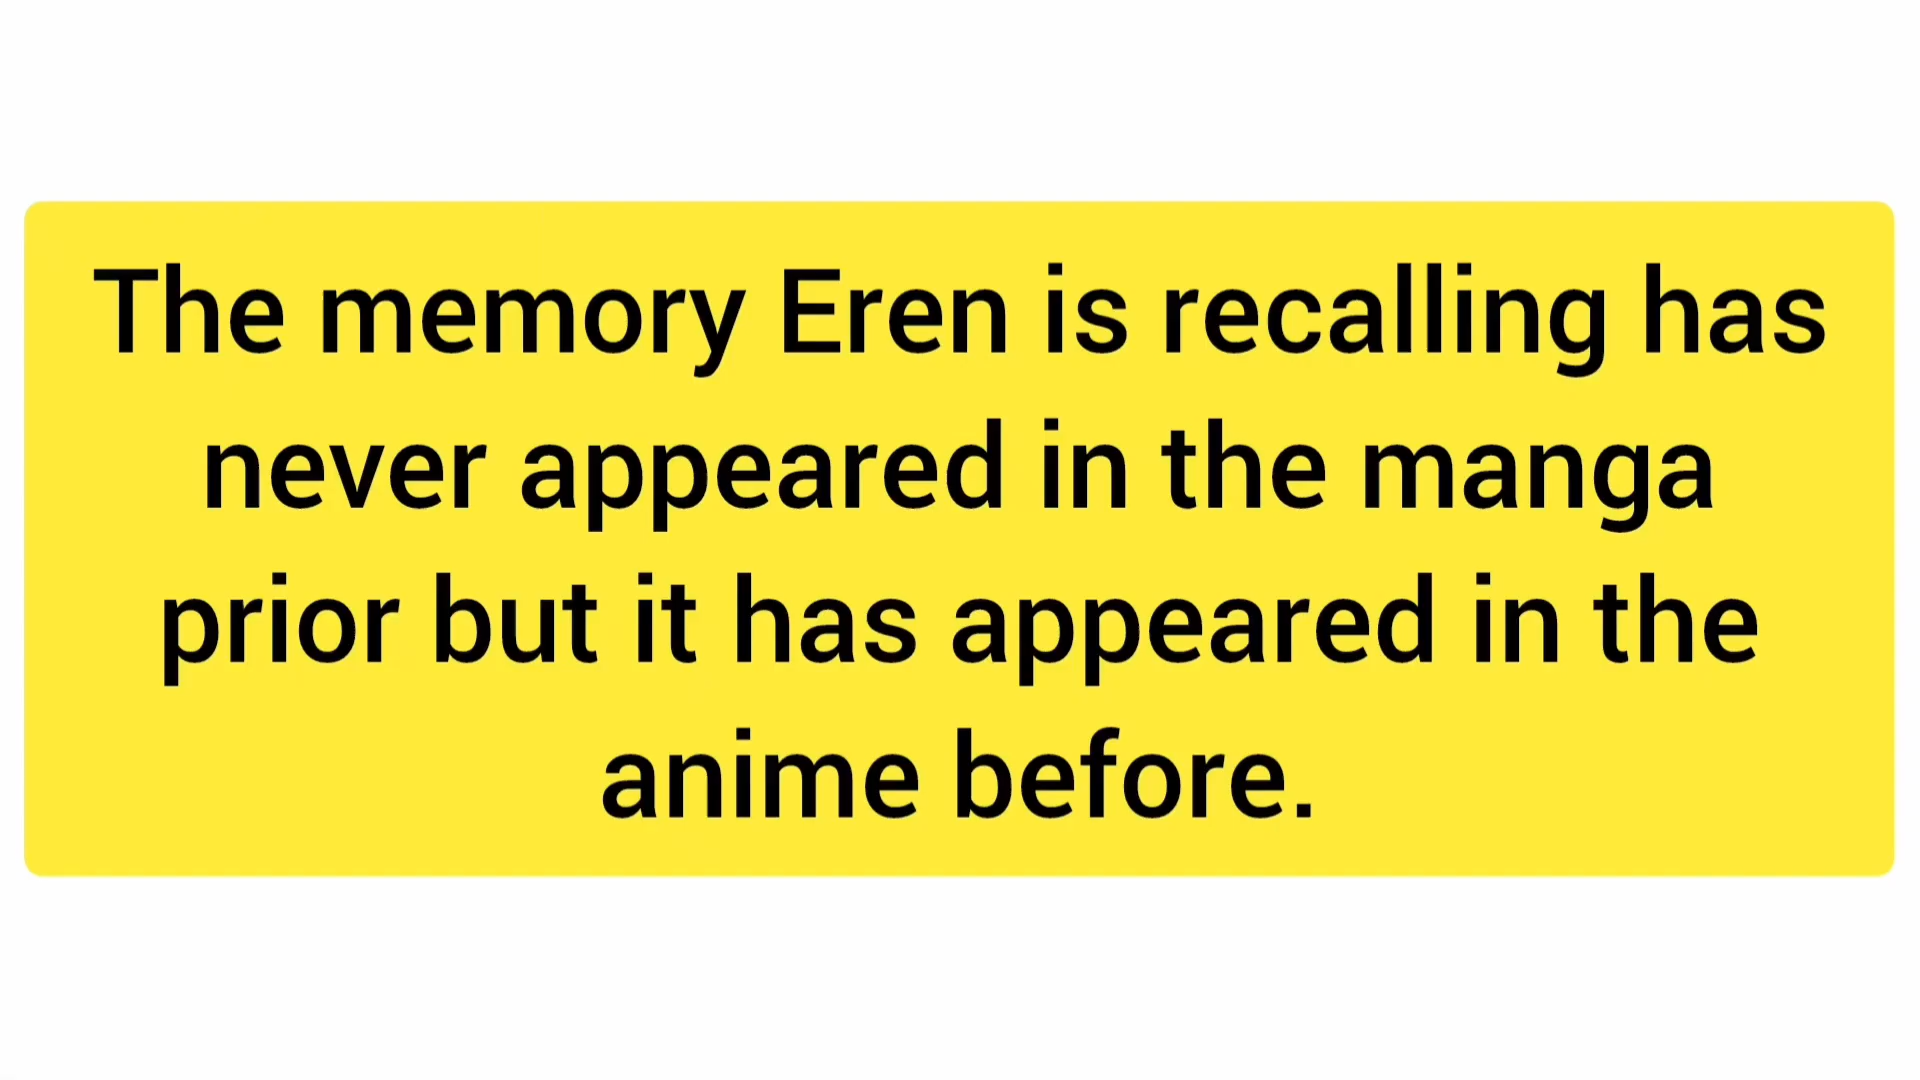 The memory Eren is recalling has
never appeared in the manga
prior but it has appeared in the
anime before.